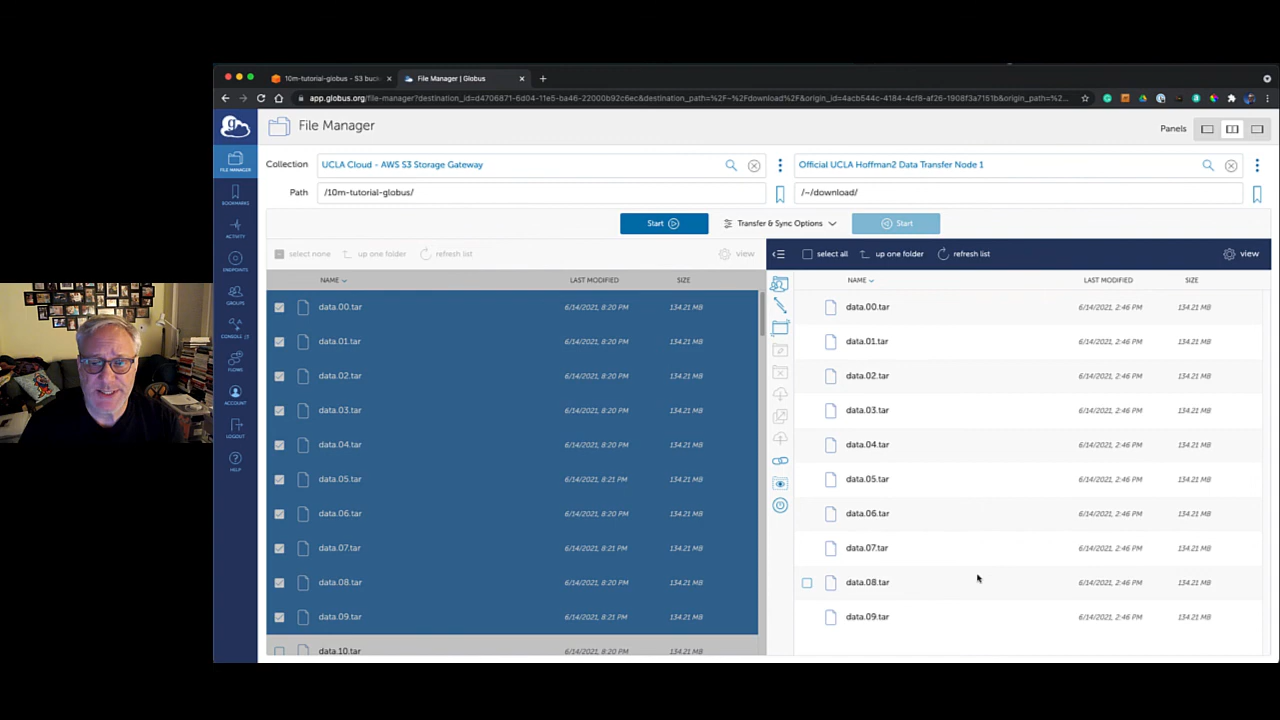 10m-tutorial-globus - S3 buc
File Manager | Globus
app.globus.org/file-manager?destination_id=d4706871-6d04-11e5-ba46-22000b92c6ec&destination_path=%2F~%2Fdownload%2F&origin_id=4acb544c-4184-4cf8-af26-1908f3a7151b&origin_path=%2...
File Manager
Panels
Collection
UCLA Cloud - AWS S3 Storage Gateway
Official UCLA Hoffman2 Data Transfer Node 1
Path
/10m-tutorial-globus/
/~/download/
Start
Transfer & Sync Options
Start
select none up one folder refresh list view
select all up one folder refresh list view
NAME LAST MODIFIED SIZE
NAME LAST MODIFIED SIZE
data.00.tar 6/14/2021, 8:20 PM 134.21 MB
data.00.tar 6/14/2021, 2:46 PM 134.21 MB
data.01.tar 6/14/2021, 8:20 PM 134.21 MB
data.01.tar 6/14/2021, 2:46 PM 134.21 MB
data.02.tar 6/14/2021, 8:20 PM 134.21 MB
data.02.tar 6/14/2021, 2:46 PM 134.21 MB
data.03.tar 6/14/2021, 8:20 PM 134.21 MB
data.03.tar 6/14/2021, 2:46 PM 134.21 MB
data.04.tar 6/14/2021, 8:20 PM 134.21 MB
data.04.tar 6/14/2021, 2:46 PM 134.21 MB
data.05.tar 6/14/2021, 8:21 PM 134.21 MB
data.05.tar 6/14/2021, 2:46 PM 134.21 MB
data.06.tar 6/14/2021, 8:21 PM 134.21 MB
data.06.tar 6/14/2021, 2:46 PM 134.21 MB
data.07.tar 6/14/2021, 8:21 PM 134.21 MB
data.07.tar 6/14/2021, 2:46 PM 134.21 MB
data.08.tar 6/14/2021, 8:20 PM 134.21 MB
data.08.tar 6/14/2021, 2:46 PM 134.21 MB
data.09.tar 6/14/2021, 8:21 PM 134.21 MB
data.09.tar 6/14/2021, 2:46 PM 134.21 MB
data.10.tar 6/14/2021, 8:20 PM 134.21 MB
FILE MANAGER
BOOKMARKS
ACTIVITY
ENDPOINTS
GROUPS
CONSOLE
FLOWS
ACCOUNT
LOGOUT
HELP